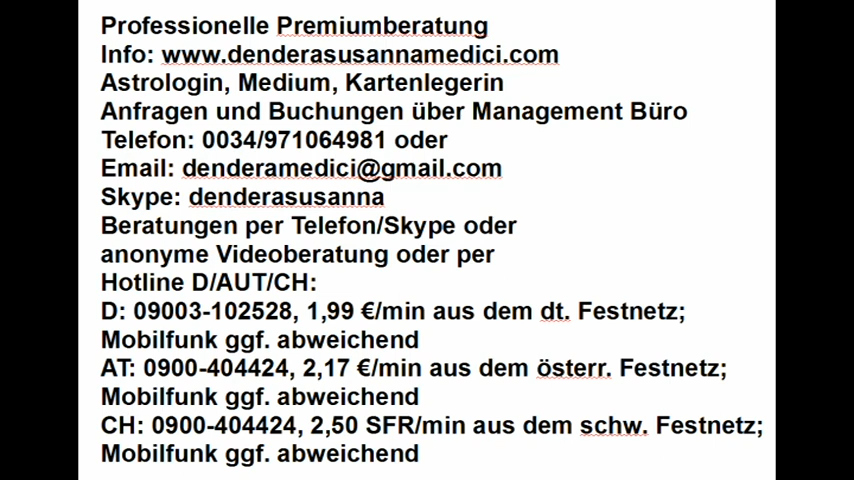 Professionelle Premiumberatung
Info: www.denderasusannamedici.com
Astrologin, Medium, Kartenlegerin
Anfragen und Buchungen über Management Büro
Telefon: 0034/971064981 oder
Email: denderamedici@gmail.com
Skype: denderasusanna
Beratungen per Telefon/Skype oder
anonyme Videoberatung oder per
Hotline D/AUT/CH:
D: 09003-102528, 1,99 €/min aus dem dt. Festnetz;
Mobilfunk ggf. abweichend
AT: 0900-404424, 2,17 €/min aus dem österr. Festnetz;
Mobilfunk ggf. abweichend
CH: 0900-404424, 2,50 SFR/min aus dem schw. Festnetz;
Mobilfunk ggf. abweichend